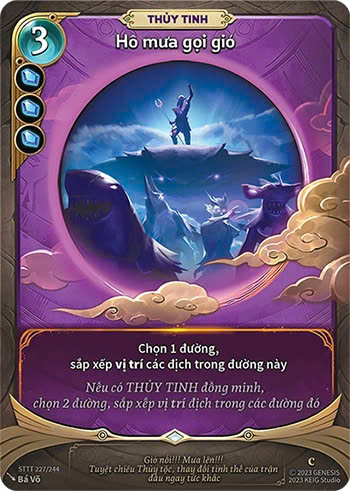 THỦY TINH
3
Hô mưa gọi gió
Chọn 1 đường,
sắp xếp vị trí các địch trong đường này
Nếu có THỦY TINH đồng minh,
chọn 2 đường, sắp xếp vị trí địch trong các đường đó
Gió nổi!!! Mưa lên!!!
Tuyệt chiêu Thủy tộc, thay đổi tình thế của trận
đấu ngay tức khắc
STTT 227/244
Bá Võ
C
© 2023 GENESIS
2023 KEIG Studio